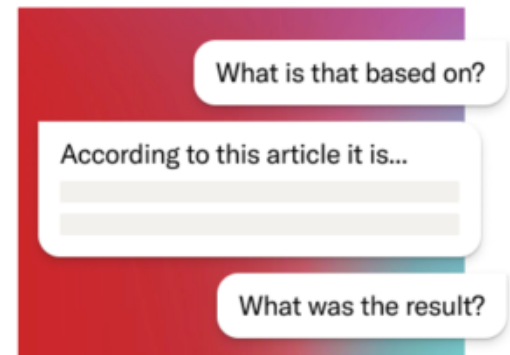 What is that based on?
According to this article it is...
What was the result?